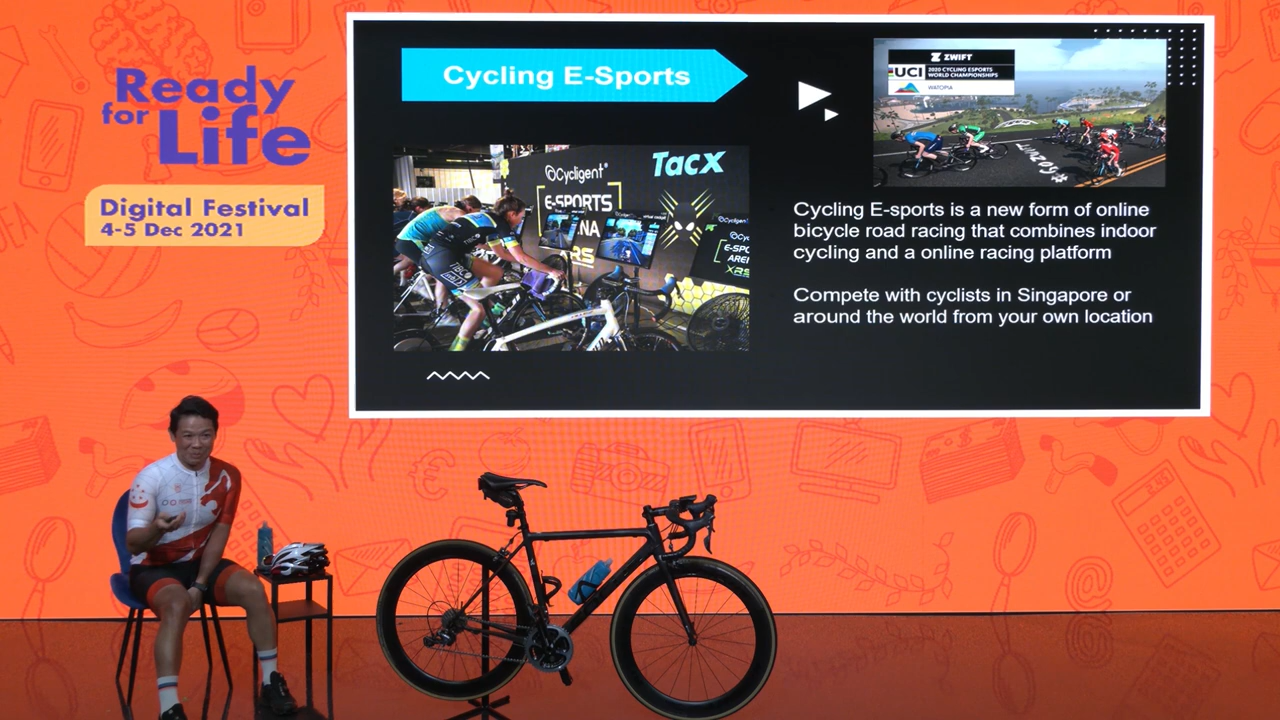 Ready
for Life
Digital Festival
4-5 Dec 2021
Cycling E-Sports
ZWIFT
UCI
2020 CYCLING ESPORTS
WORLD CHAMPIONSHIPS
WATOPIA
#GOZWIFT
Cycligent
Tacx
E-SPORTS
Cycling E-sports is a new form of online
bicycle road racing that combines indoor
cycling and a online racing platform
Compete with cyclists in Singapore or
around the world from your own location